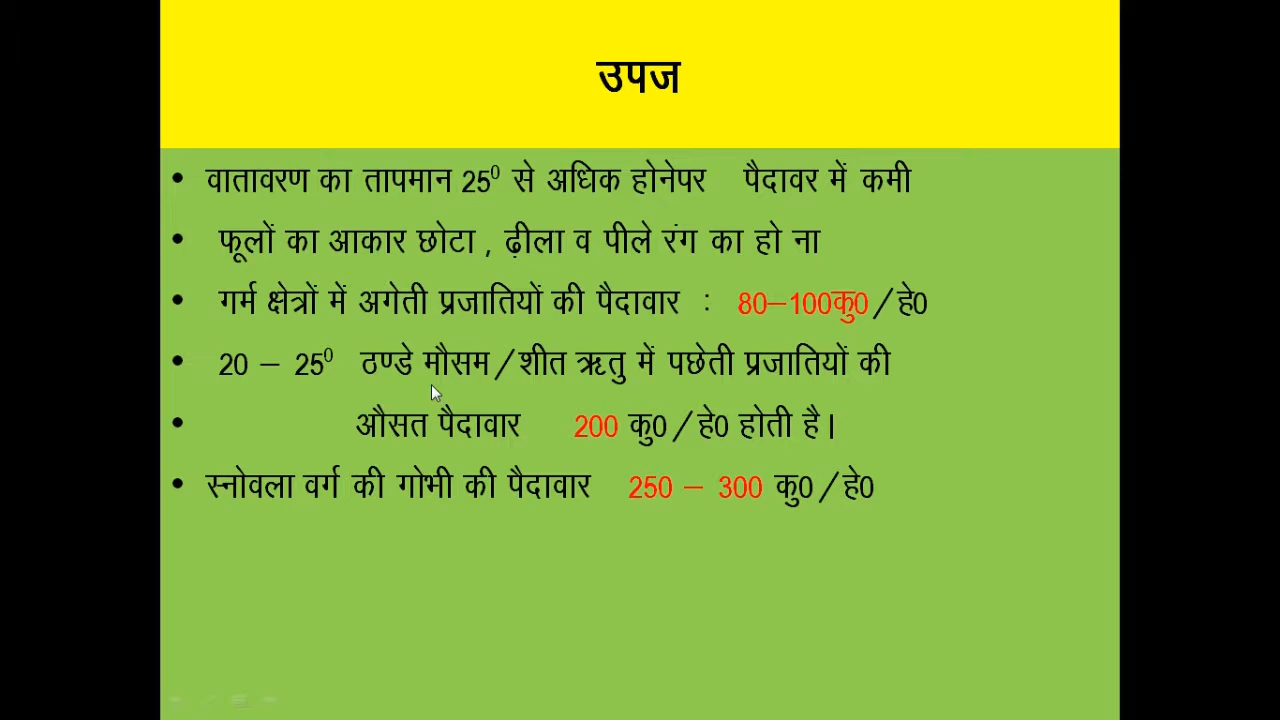 उपज
• वातावरण का तापमान 25⁰ से अधिक होनेपर पैदावर में कमी
• फूलों का आकार छोटा , ढ़ीला व पीले रंग का हो ना
• गर्म क्षेत्रों में अगेती प्रजातियों की पैदावार : 80–100कु0/हे0
• 20 – 25⁰ ठण्डे मौसम/शीत ऋतु में पछेती प्रजातियों की
• औसत पैदावार 200 कु0/हे0 होती है।
• स्नोवला वर्ग की गोभी की पैदावार 250 – 300 कु0/हे0